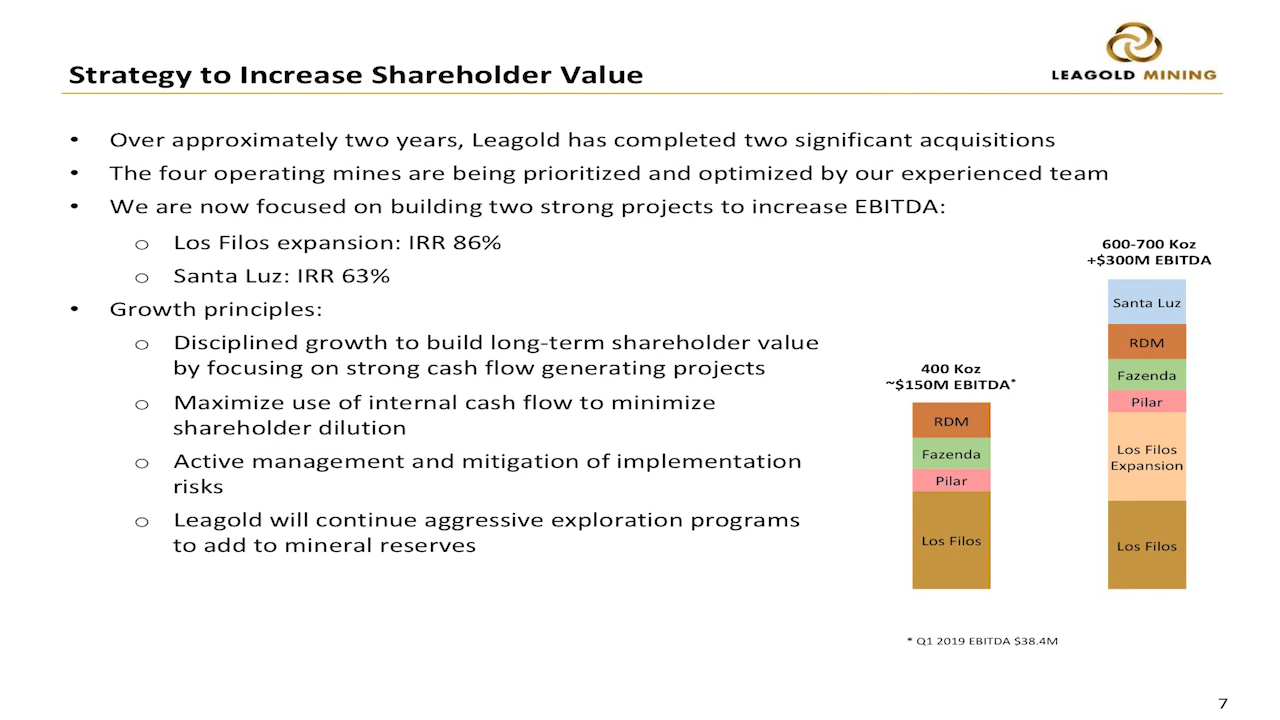 LEAGOLD MINING
Strategy to Increase Shareholder Value
• Over approximately two years, Leagold has completed two significant acquisitions
• The four operating mines are being prioritized and optimized by our experienced team
• We are now focused on building two strong projects to increase EBITDA:
o Los Filos expansion: IRR 86%
o Santa Luz: IRR 63%
• Growth principles:
o Disciplined growth to build long-term shareholder value
by focusing on strong cash flow generating projects
o Maximize use of internal cash flow to minimize
shareholder dilution
o Active management and mitigation of implementation
risks
o Leagold will continue aggressive exploration programs
to add to mineral reserves
400 Koz
~$150M EBITDA*
RDM
Fazenda
Pilar
Los Filos
600-700 Koz
+$300M EBITDA
Santa Luz
RDM
Fazenda
Pilar
Los Filos
Expansion
Los Filos
* Q1 2019 EBITDA $38.4M
7